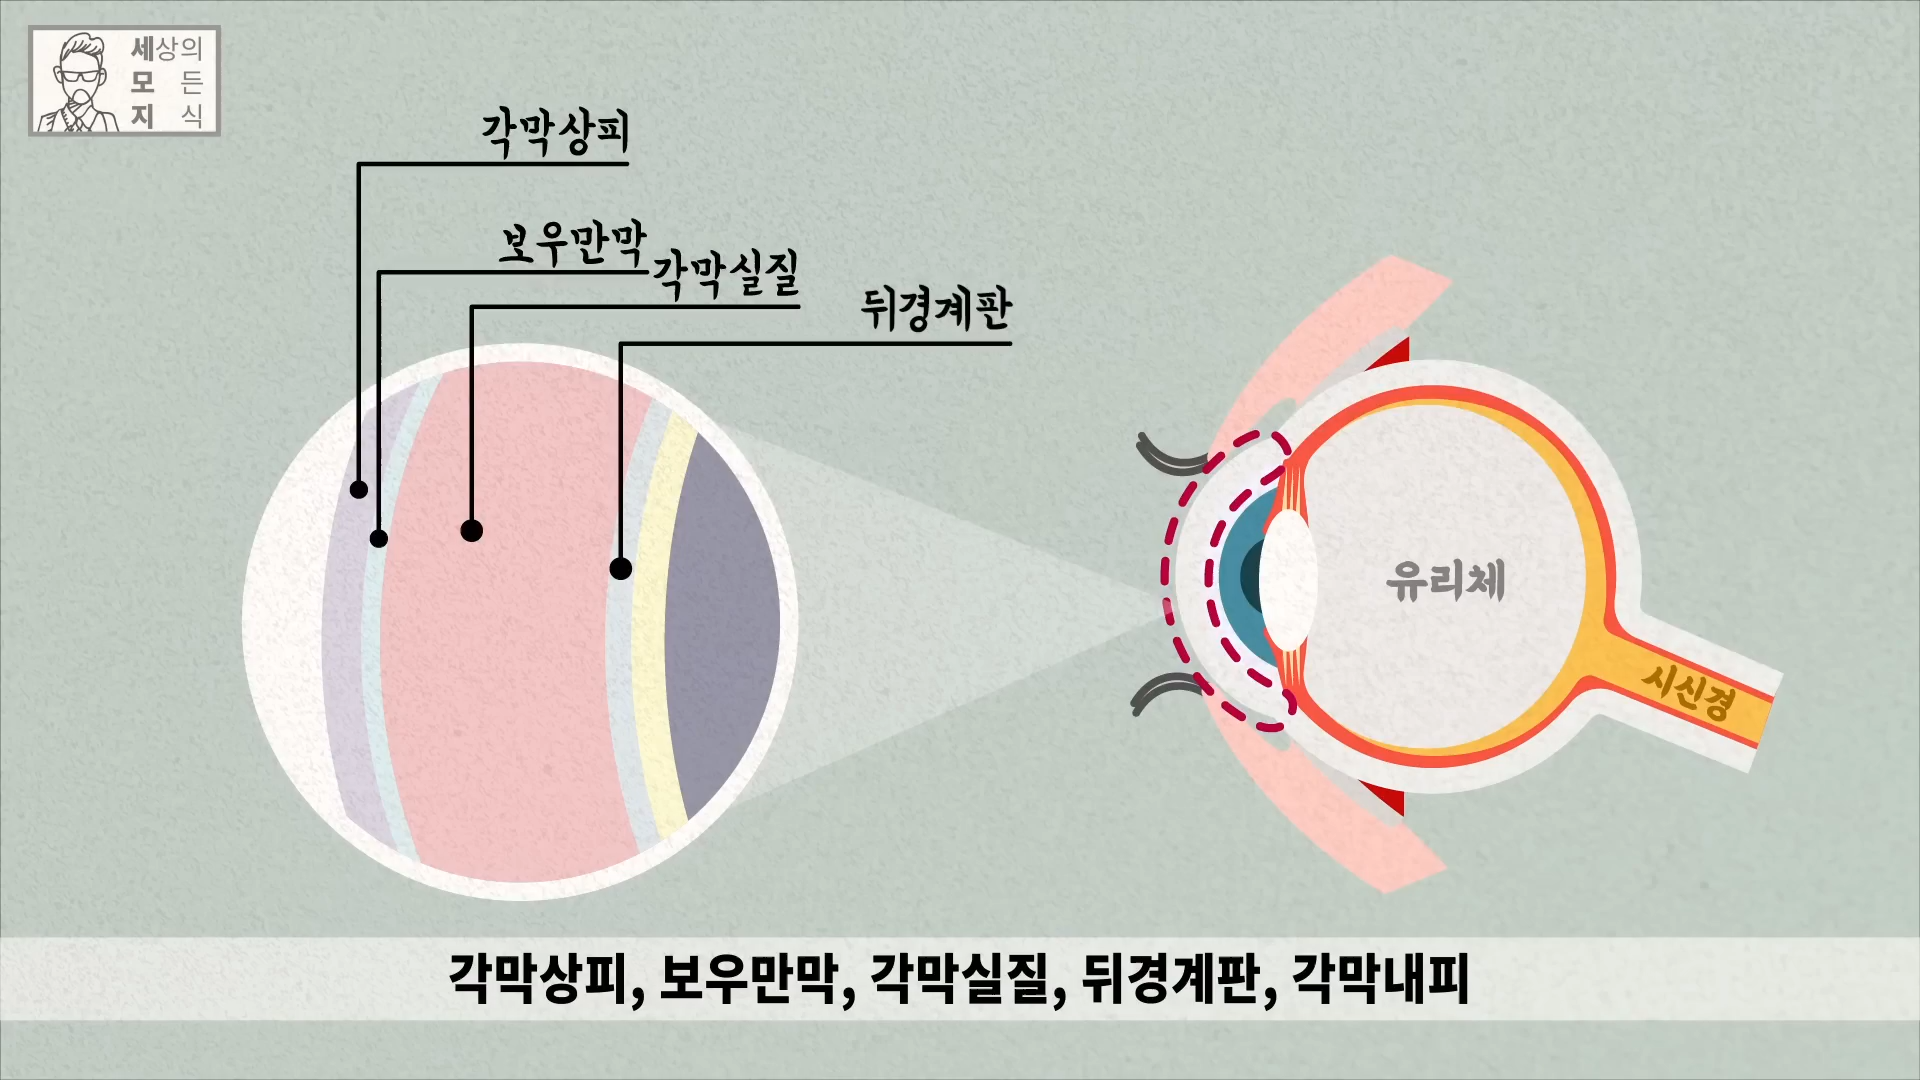 세상의
모든
지식
각막상피
보우만막
각막실질
뒤경계판
유리체
시신경
각막상피, 보우만막, 각막실질, 뒤경계판, 각막내피